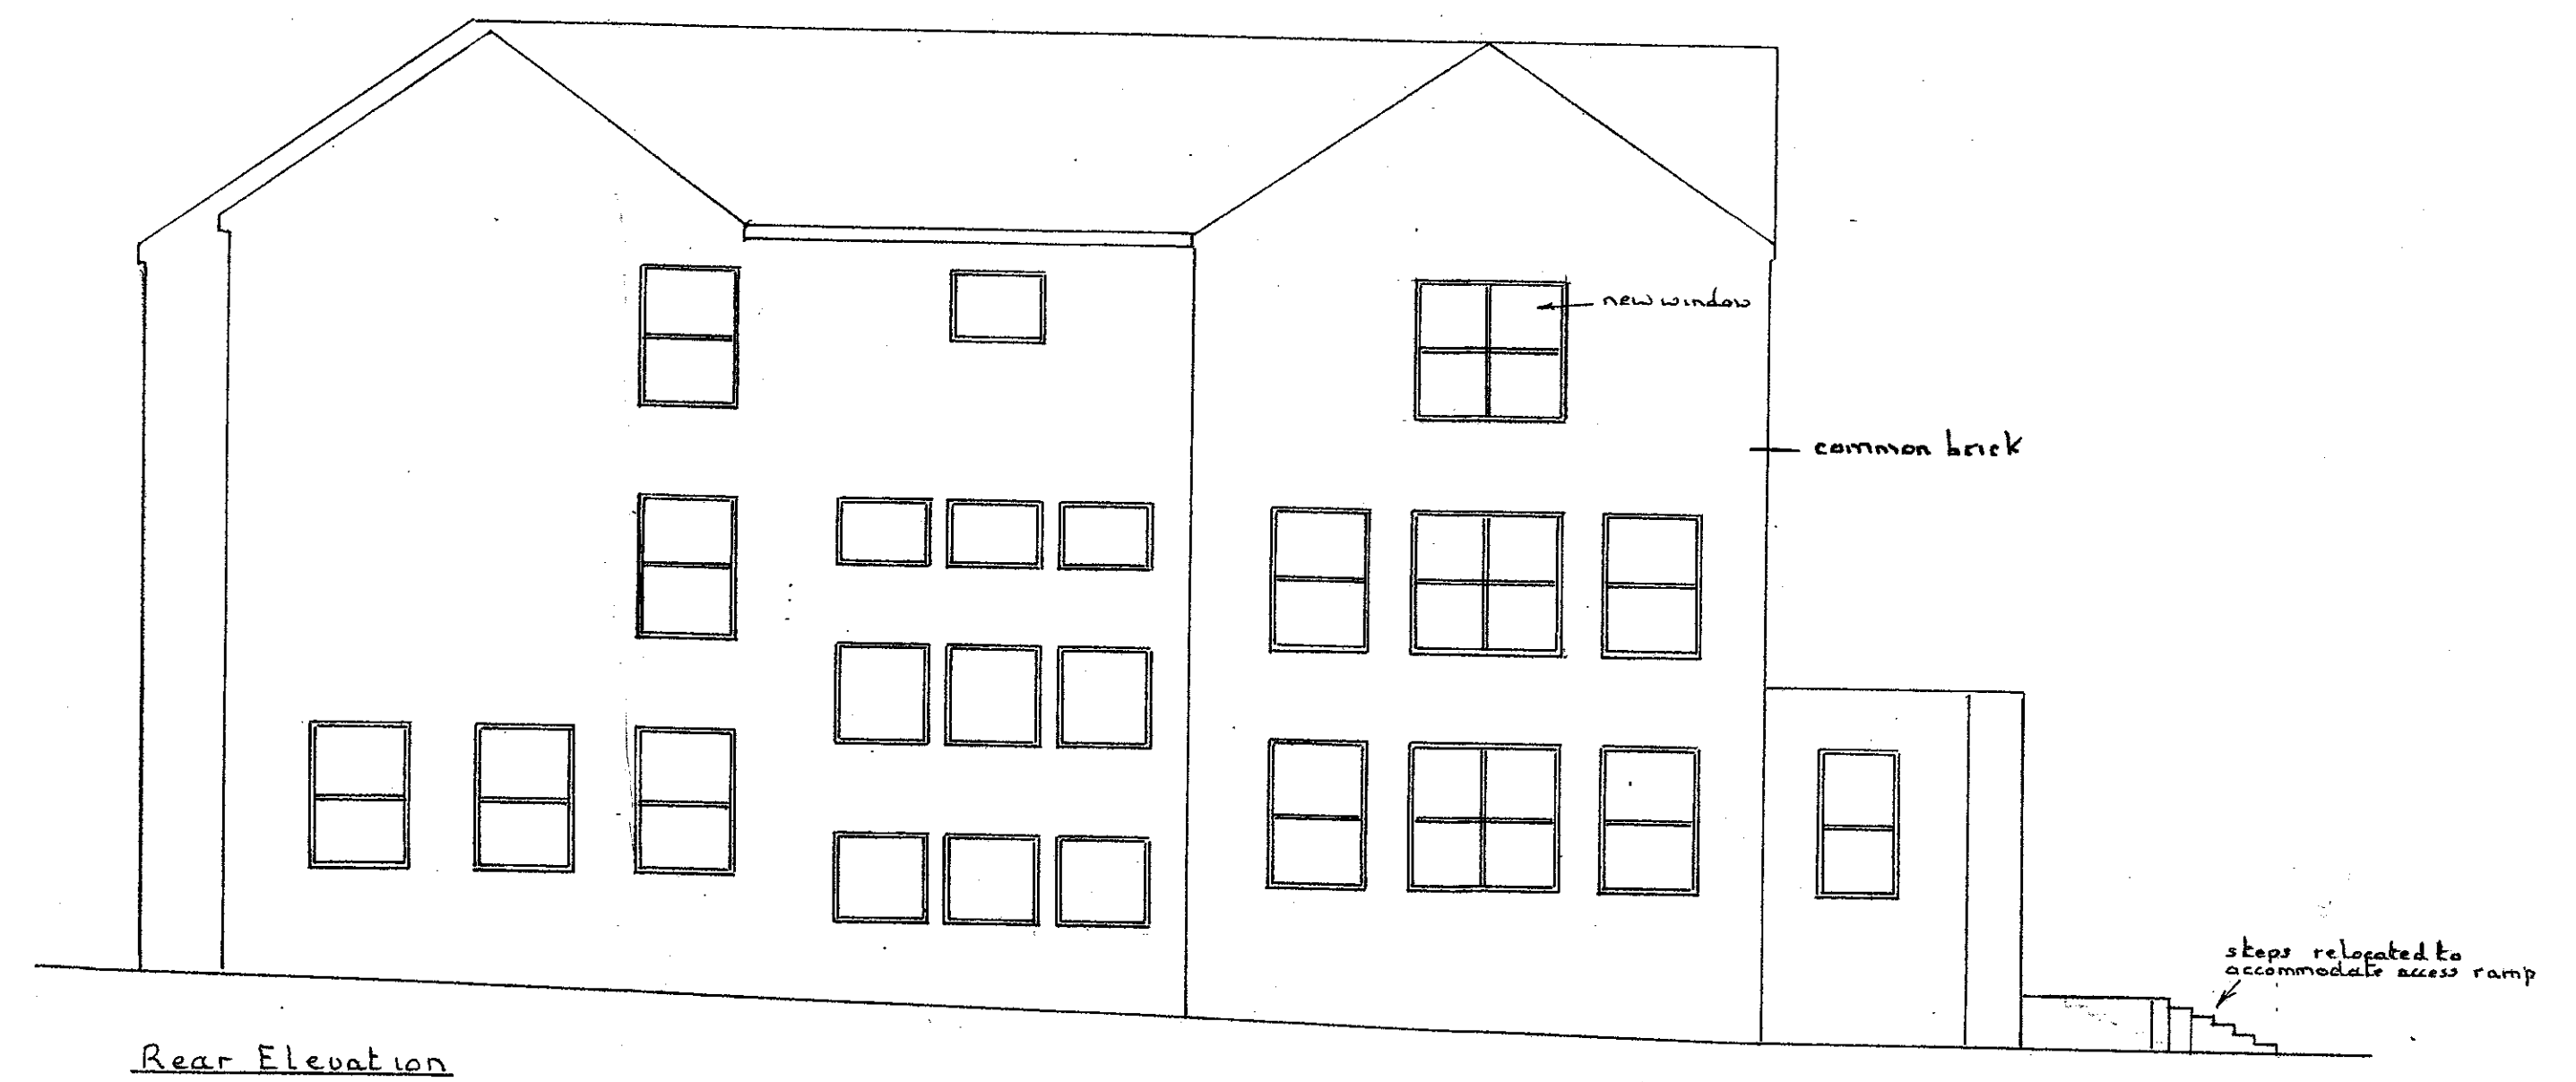 new window
common brick
steps relocated to
accommodate access ramp
Rear Elevation